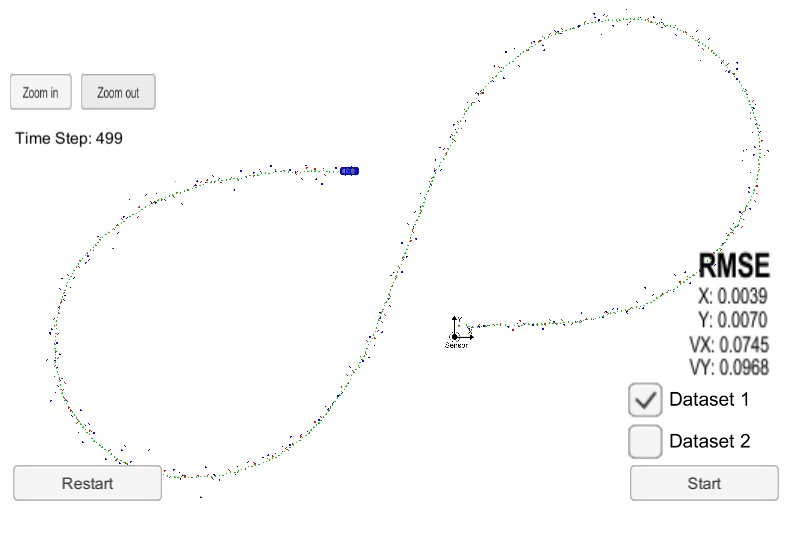 Zoom in
Zoom out
Time Step: 499
RMSE
X: 0.0039
Y: 0.0070
VX: 0.0745
VY: 0.0968
Y
X
Sensor
Dataset 1
Dataset 2
Restart
Start